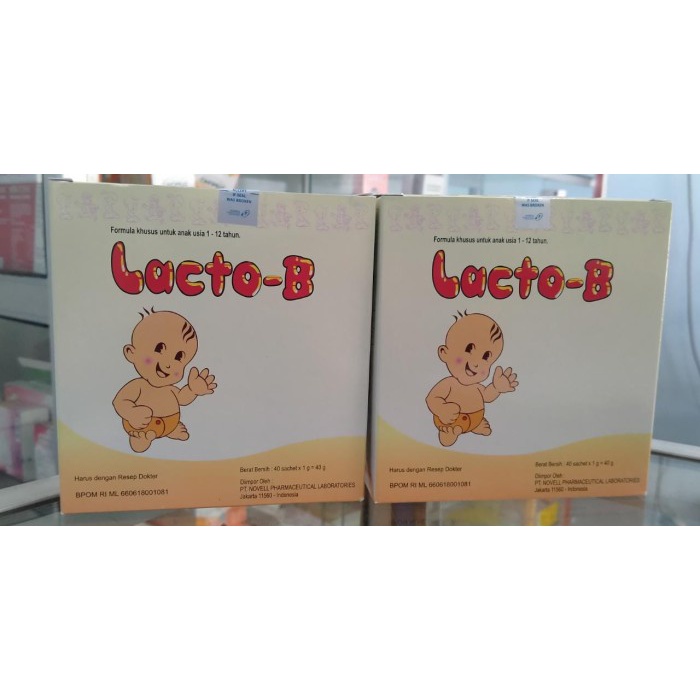 Formula khusus untuk anak usia 1 - 12 tahun.
Lacto-B
Harus dengan Resep Dokter
BPOM RI ML 660618001081
Berat Bersih : 40 sachet x 1 g = 40 g
Diimpor Oleh :
PT. NOVELL PHARMACEUTICAL LABORATORIES
Jakarta 11560 - Indonesia
Formula khusus untuk anak usia 1 - 12 tahun.
Lacto-B
Harus dengan Resep Dokter
BPOM RI ML 660618001081
Berat Bersih : 40 sachet x 1 g = 40 g
Diimpor Oleh :
PT. NOVELL PHARMACEUTICAL LABORATORIES
Jakarta 11560 - Indonesia